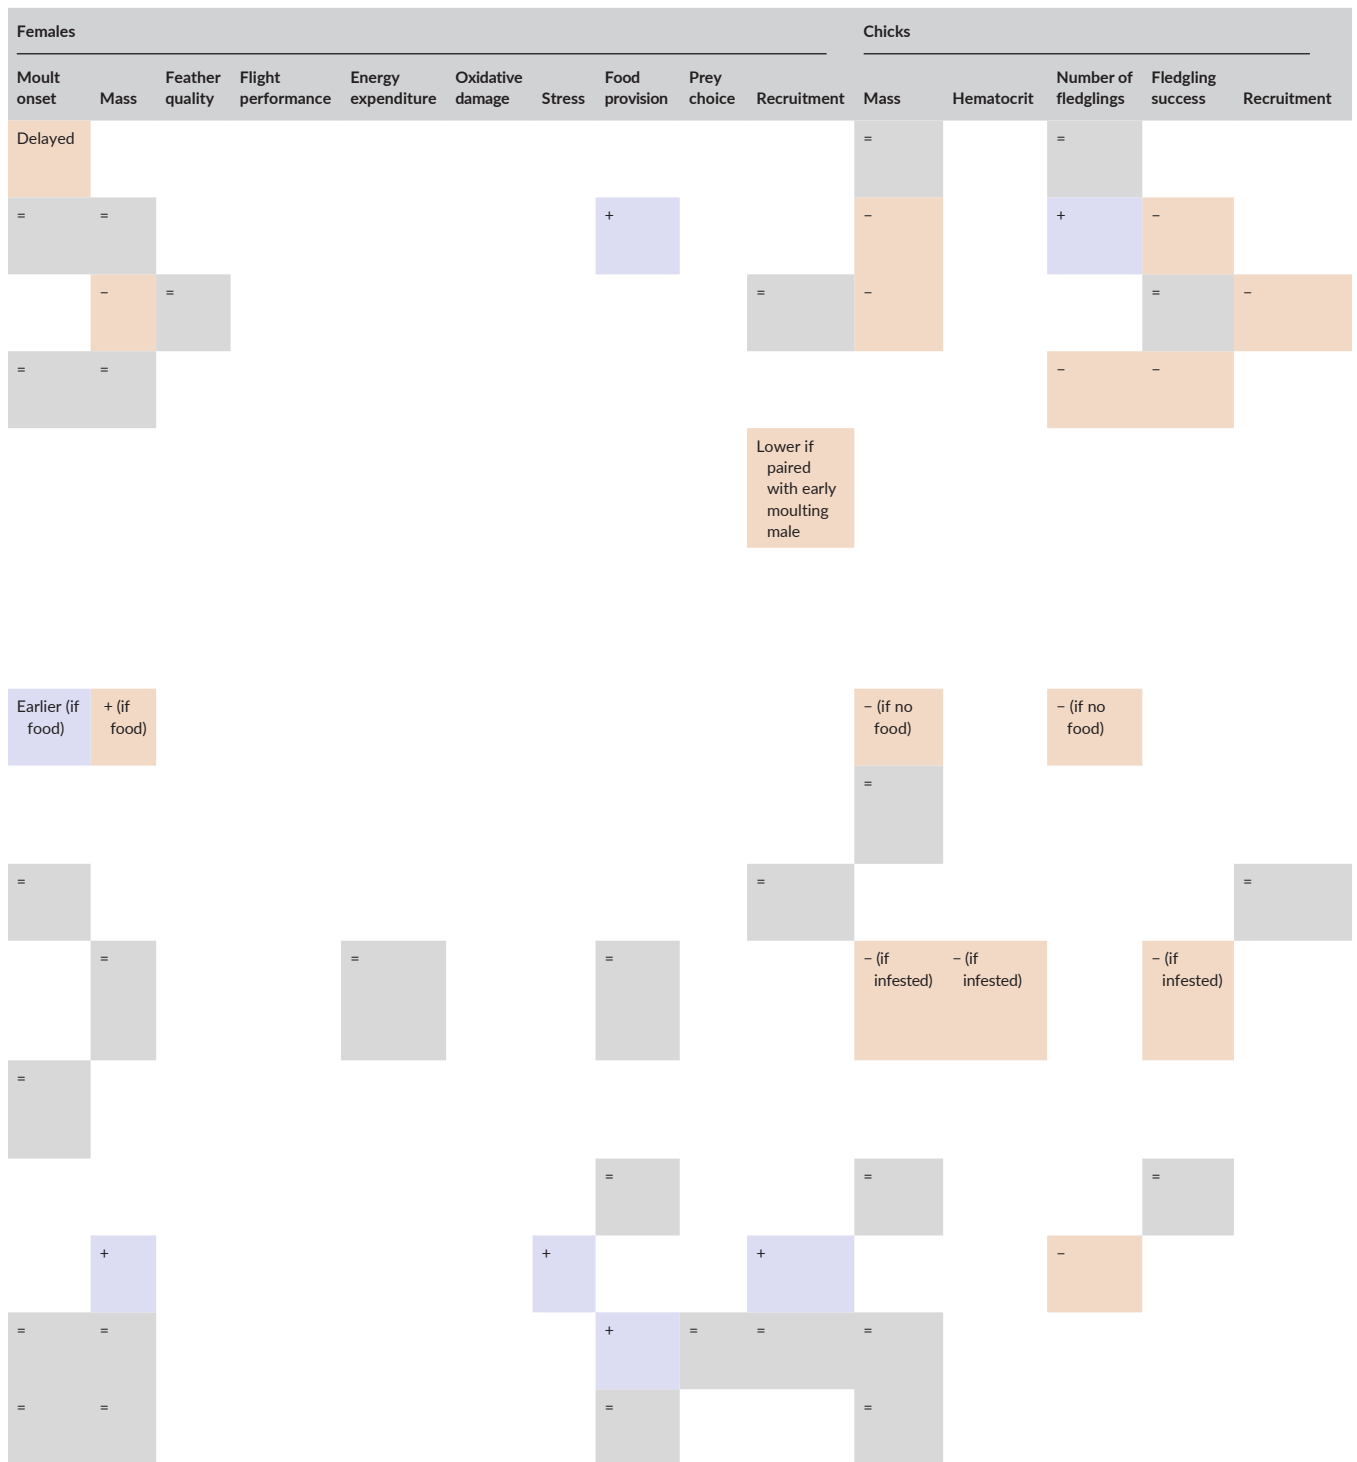 Females Chicks
Moult onset Mass Feather quality Flight performance Energy expenditure Oxidative damage Stress Food provision Prey choice Recruitment Mass Hematocrit Number of fledglings Fledgling success Recruitment
Delayed = =
= = + − + −
− = = − = −
= = − −
Lower if
paired
with early
moulting
male
Earlier (if food) + (if food) − (if no food) − (if no food)
=
= = =
= = = − (if infested) − (if infested) − (if infested)
=
= = =
+ + + −
= = + = = =
= = = =